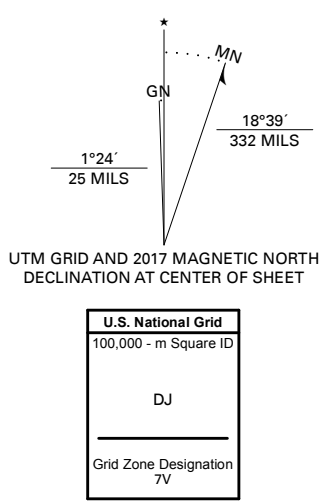 ★
MN
GN
18°39´
332 MILS
1°24´
25 MILS
UTM GRID AND 2017 MAGNETIC NORTH
DECLINATION AT CENTER OF SHEET
U.S. National Grid
100,000 - m Square ID
DJ
Grid Zone Designation
7V